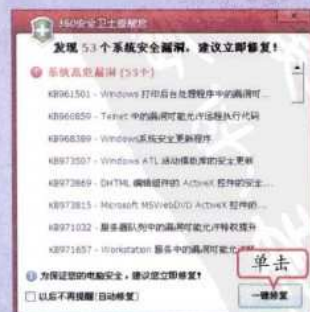 360安全卫士提醒您
发现 53个系统安全漏洞，建议立即修复！
系统高危漏洞 (53个)
KB961501 - Windows 打印后台处理程序中的漏洞可...
KB960859 - Telnet 中的漏洞可能允许远程执行代码
KB968389 - Windows系统安全更新程序
KB973507 - Windows ATL 活动模板库的安全更新
KB973869 - DHTML 编辑组件的 ActiveX 控件的安全...
KB973815 - Microsoft MSWebDVD ActiveX 控件的...
KB971032 - 服务器队列中的漏洞可能允许特权提升
KB971657 - Workstation 服务中的漏洞可能允许
单击
为保证您的电脑安全，建议您立即修复？
以后不再提醒[自动修复]
一键修复